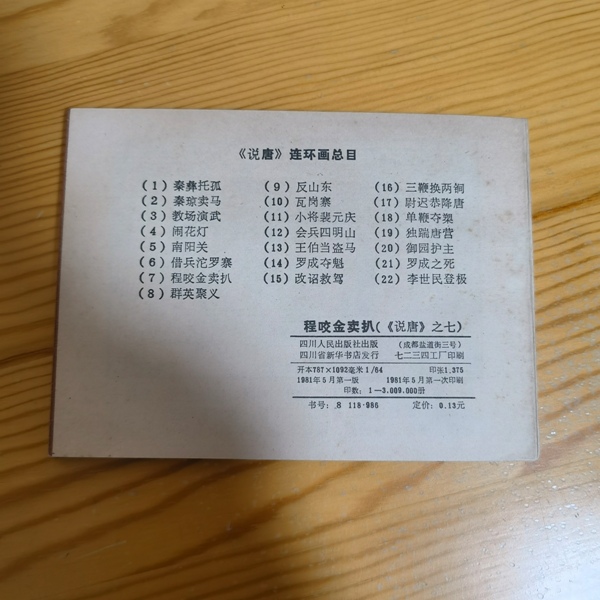 《说唐》连环画总目
(1) 秦彝托孤
(2) 秦琼卖马
(3) 教场演武
(4) 闹花灯
(5) 南阳关
(6) 借兵沱罗寨
(7) 程咬金卖扒
(8) 群英聚义
(9) 反山东
(10) 瓦岗寨
(11) 小将裴元庆
(12) 会兵四明山
(13) 王伯当盗马
(14) 罗成夺魁
(15) 改诏救驾
(16) 三鞭换两锏
(17) 尉迟恭降唐
(18) 单鞭夺槊
(19) 独踹唐营
(20) 御园护主
(21) 罗成之死
(22) 李世民登极
程咬金卖扒(《说唐》之七)
四川人民出版社出版 (成都盐道街三号)
四川省新华书店发行 七二三四工厂印刷
开本787×1092毫米1/64 印张1.375
1981年5月第一版 1981年5月第一次印刷
印数：1—3.009.000册
书号：8 118·986 定价：0.13元